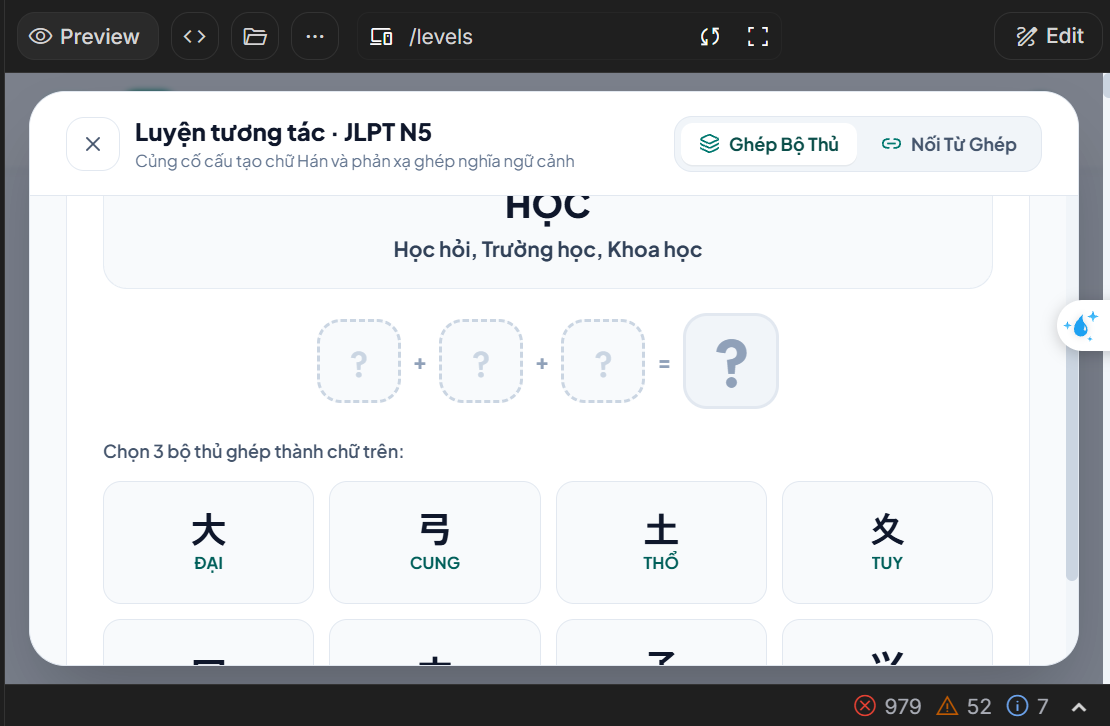 Preview
/levels
Edit
Luyện tương tác · JLPT N5
Củng cố cấu tạo chữ Hán và phản xạ ghép nghĩa ngữ cảnh
Ghép Bộ Thủ
Nối Từ Ghép
HỌC
Học hỏi, Trường học, Khoa học
? + ? + ? = ?
Chọn 3 bộ thủ ghép thành chữ trên:
大 弓 土 夊
ĐẠI CUNG THỔ TUY
979 52 7